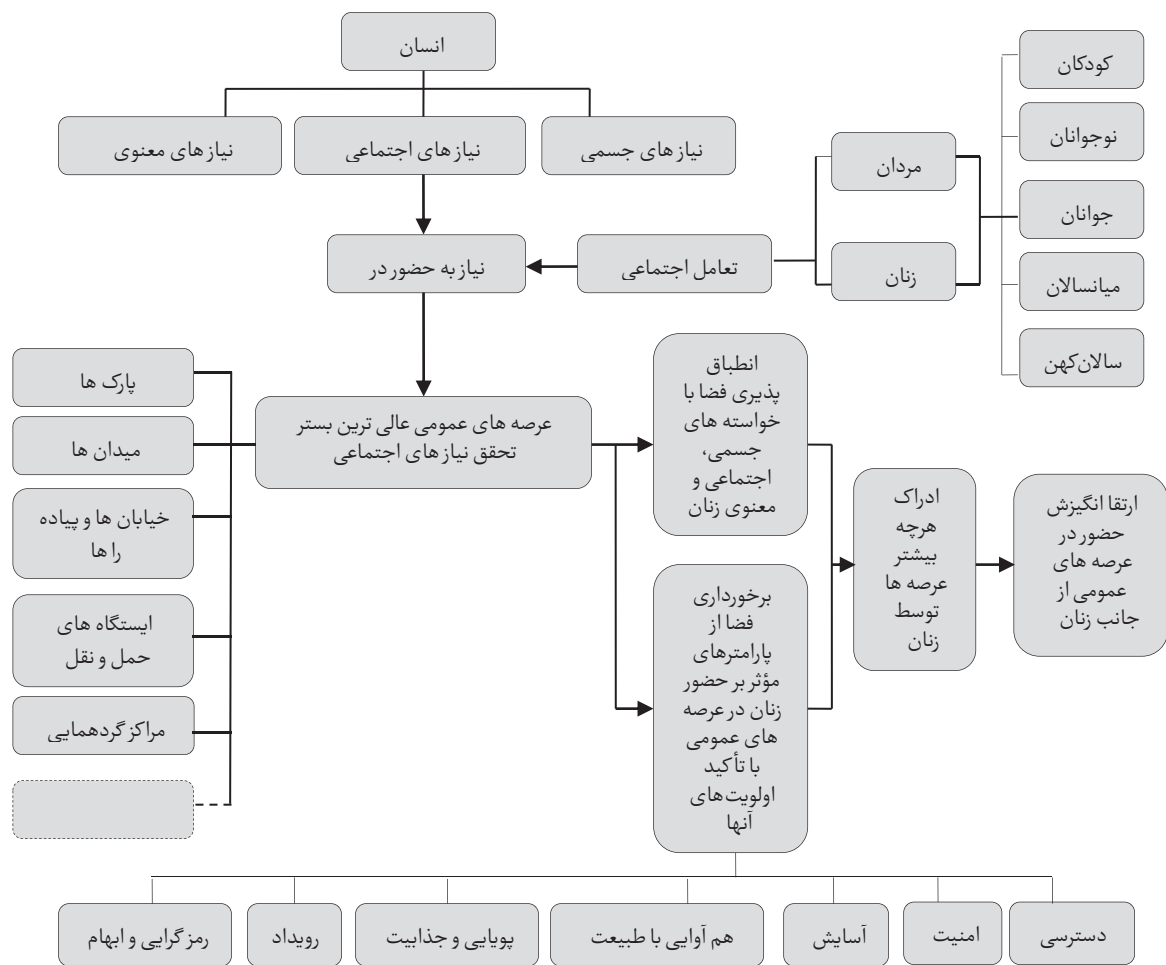 انسان
نیازهای جسمی
نیازهای اجتماعی
نیازهای معنوی
کودکان
نوجوانان
جوانان
میانسالان
سالان‌کهن
مردان
زنان
تعامل اجتماعی
نیاز به حضور در
عرصه های عمومی عالی ترین بستر
تحقق نیازهای اجتماعی
پارک ها
میدان ها
خیابان ها و پیاده
را ها
ایستگاه های
حمل و نقل
مراکز گردهمایی
انطباق
پذیری فضا با
خواسته های
جسمی،
اجتماعی و
معنوی زنان
برخورداری
فضا از
پارامترهای
مؤثر بر حضور
زنان در عرصه
های عمومی
با تأکید
اولویت‌های
آنها
ادراک
هرچه
بیشتر
عرصه ها
توسط
زنان
ارتقا انگیزش
حضور در
عرصه های
عمومی از
جانب زنان
دسترسی
امنیت
آسایش
هم آوایی با طبیعت
پویایی و جذابیت
رویداد
رمزگرایی و ابهام